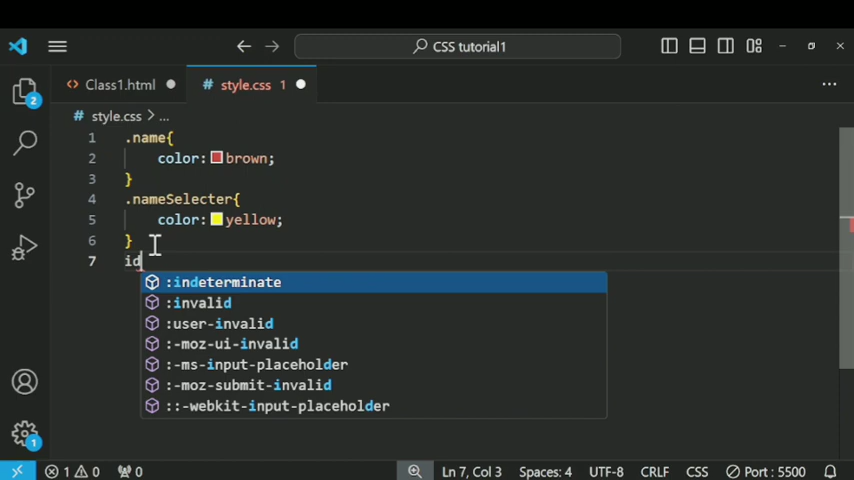 CSS tutorial1
Class1.html
style.css 1
# style.css > ...
1 .name{
2 color: brown;
3 }
4 .nameSelecter{
5 color: yellow;
6 }
7 id
:indeterminate
:invalid
:user-invalid
:-moz-ui-invalid
:-ms-input-placeholder
:-moz-submit-invalid
::-webkit-input-placeholder
2
1
1 0 0 Ln 7, Col 3 Spaces: 4 UTF-8 CRLF CSS Port : 5500